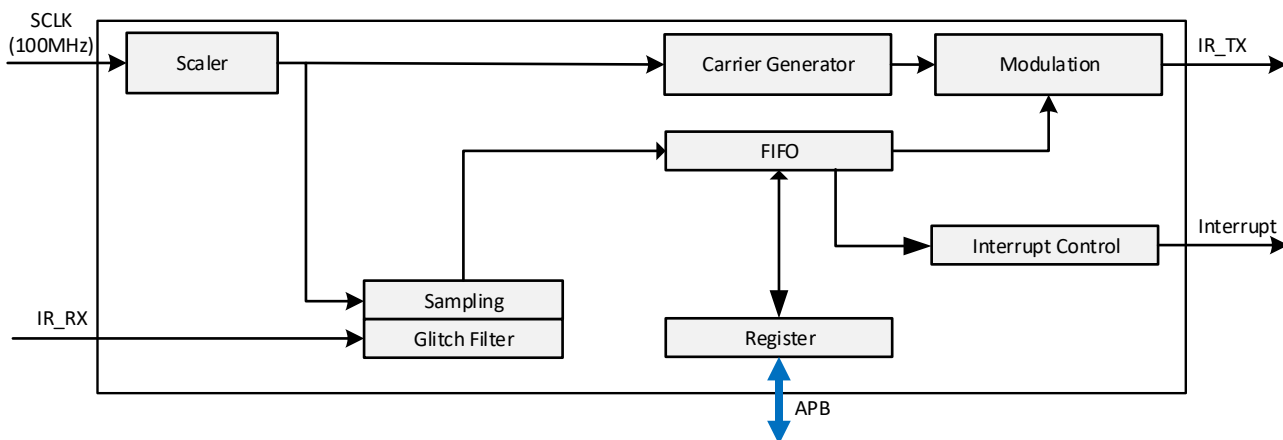 SCLK
(100MHz)
Scaler
Carrier Generator
Modulation
IR_TX
FIFO
Interrupt Control
Interrupt
Sampling
IR_RX
Glitch Filter
Register
APB